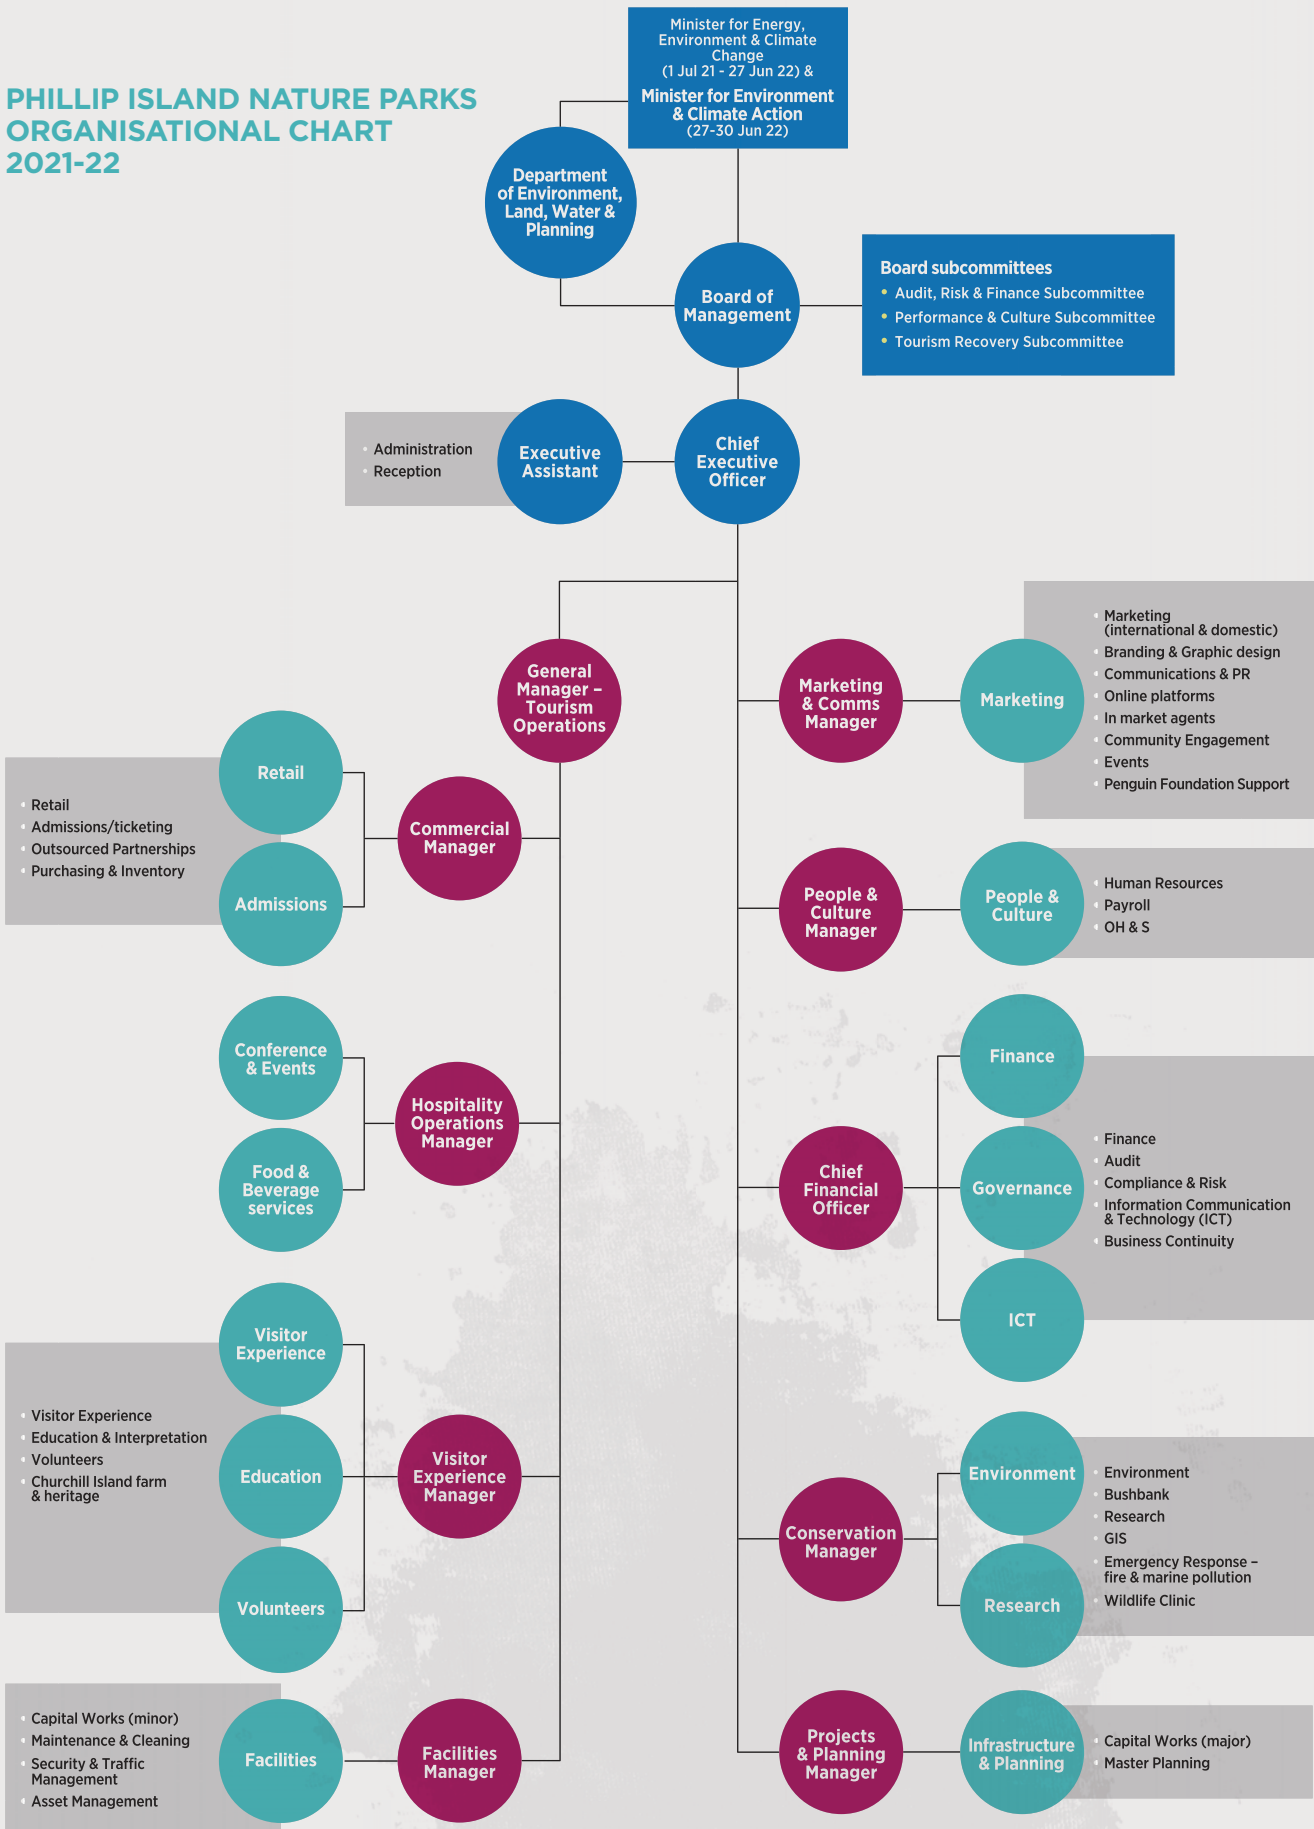 PHILLIP ISLAND NATURE PARKS
ORGANISATIONAL CHART
2021-22
Minister for Energy,
Environment & Climate
Change
(1 Jul 21 - 27 Jun 22) &
Minister for Environment
& Climate Action
(27-30 Jun 22)
Department
of Environment,
Land, Water &
Planning
Board of
Management
Board subcommittees
• Audit, Risk & Finance Subcommittee
• Performance & Culture Subcommittee
• Tourism Recovery Subcommittee
• Administration
• Reception
Executive
Assistant
Chief
Executive
Officer
General
Manager –
Tourism
Operations
Marketing
& Comms
Manager
Marketing
• Marketing
(international & domestic)
• Branding & Graphic design
• Communications & PR
• Online platforms
• In market agents
• Community Engagement
• Events
• Penguin Foundation Support
Retail
Admissions
• Retail
• Admissions/ticketing
• Outsourced Partnerships
• Purchasing & Inventory
Commercial
Manager
People &
Culture
Manager
People &
Culture
• Human Resources
• Payroll
• OH & S
Conference
& Events
Food &
Beverage
services
Hospitality
Operations
Manager
Chief
Financial
Officer
Finance
Governance
ICT
• Finance
• Audit
• Compliance & Risk
• Information Communication
& Technology (ICT)
• Business Continuity
Visitor
Experience
Education
Volunteers
• Visitor Experience
• Education & Interpretation
• Volunteers
• Churchill Island farm
& heritage
Visitor
Experience
Manager
Conservation
Manager
Environment
Research
• Environment
• Bushbank
• Research
• GIS
• Emergency Response –
fire & marine pollution
• Wildlife Clinic
• Capital Works (minor)
• Maintenance & Cleaning
• Security & Traffic
Management
• Asset Management
Facilities
Facilities
Manager
Projects
& Planning
Manager
Infrastructure
& Planning
• Capital Works (major)
• Master Planning